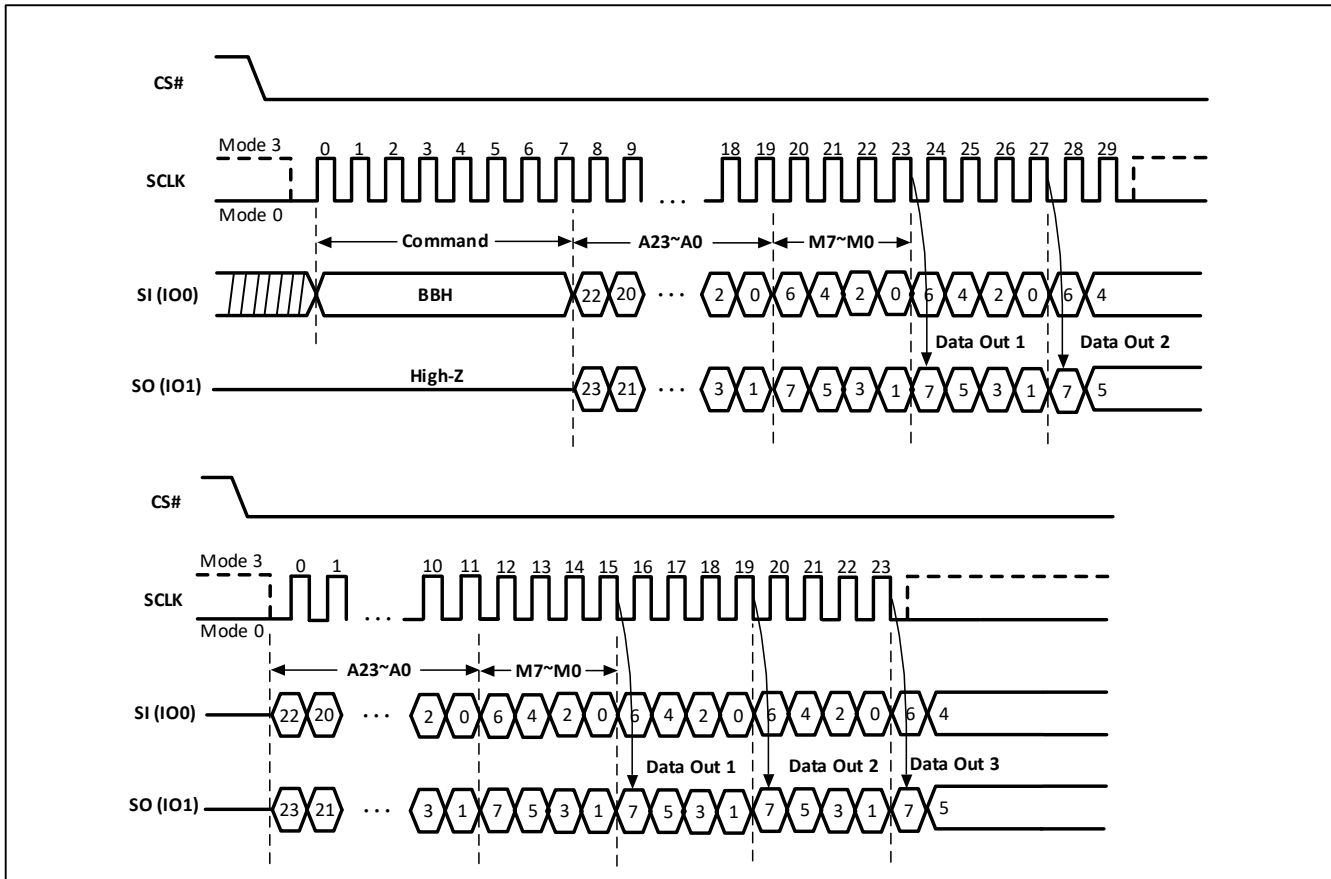 CS#
Mode 3
0 1 2 3 4 5 6 7 8 9 18 19 20 21 22 23 24 25 26 27 28 29
SCLK
...
Mode 0
Command A23~A0 M7~M0
SI (IO0) BBH 22 20 ... 2 0 6 4 2 0 6 4 2 0 6 4
Data Out 1 Data Out 2
SO (IO1) High-Z 23 21 ... 3 1 7 5 3 1 7 5 3 1 7 5
CS#
Mode 3
0 1 10 11 12 13 14 15 16 17 18 19 20 21 22 23
SCLK
...
Mode 0
A23~A0 M7~M0
SI (IO0) 22 20 ... 2 0 6 4 2 0 6 4 2 0 6 4 2 0 6 4
Data Out 1 Data Out 2 Data Out 3
SO (IO1) 23 21 ... 3 1 7 5 3 1 7 5 3 1 7 5 3 1 7 5